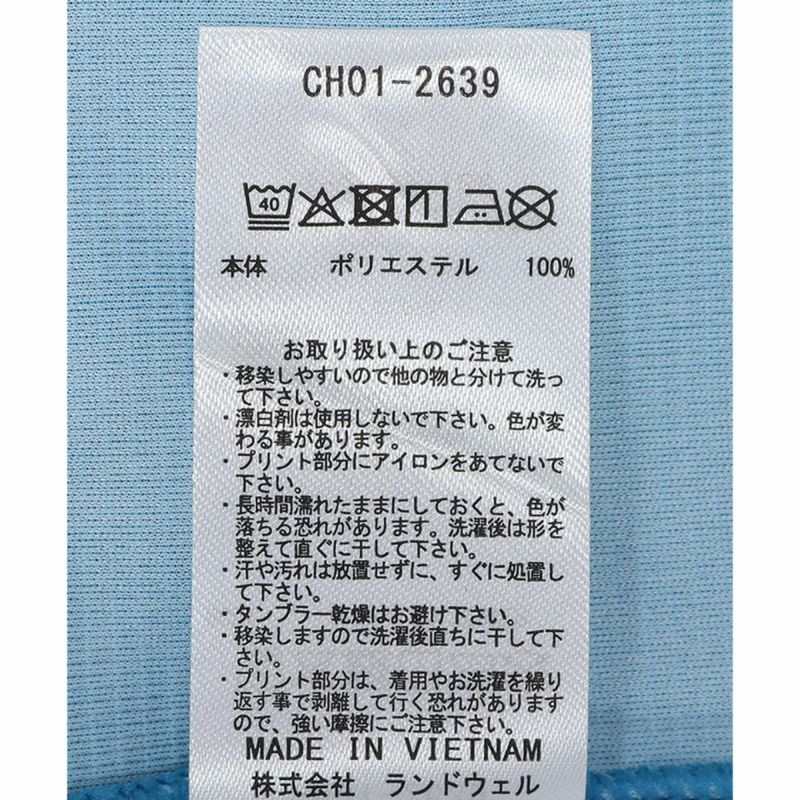 CH01-2639
40
本体 ポリエステル 100%
お取り扱い上のご注意
・移染しやすいので他の物と分けて洗っ
て下さい。
・漂白剤は使用しないで下さい。色が変
わる事があります。
・プリント部分にアイロンをあてないで
下さい。
・長時間濡れたままにしておくと、色が
落ちる恐れがあります。洗濯後は形を
整えて直ぐに干して下さい。
・汗や汚れは放置せずに、すぐに処置し
て下さい。
・タンブラー乾燥はお避け下さい。
・移染しますので洗濯後直ちに干して下
さい。
・プリント部分は、着用やお洗濯を繰り
返す事で剥離して行く恐れがあります
ので、強い摩擦にご注意下さい。
MADE IN VIETNAM
株式会社 ランドウェル